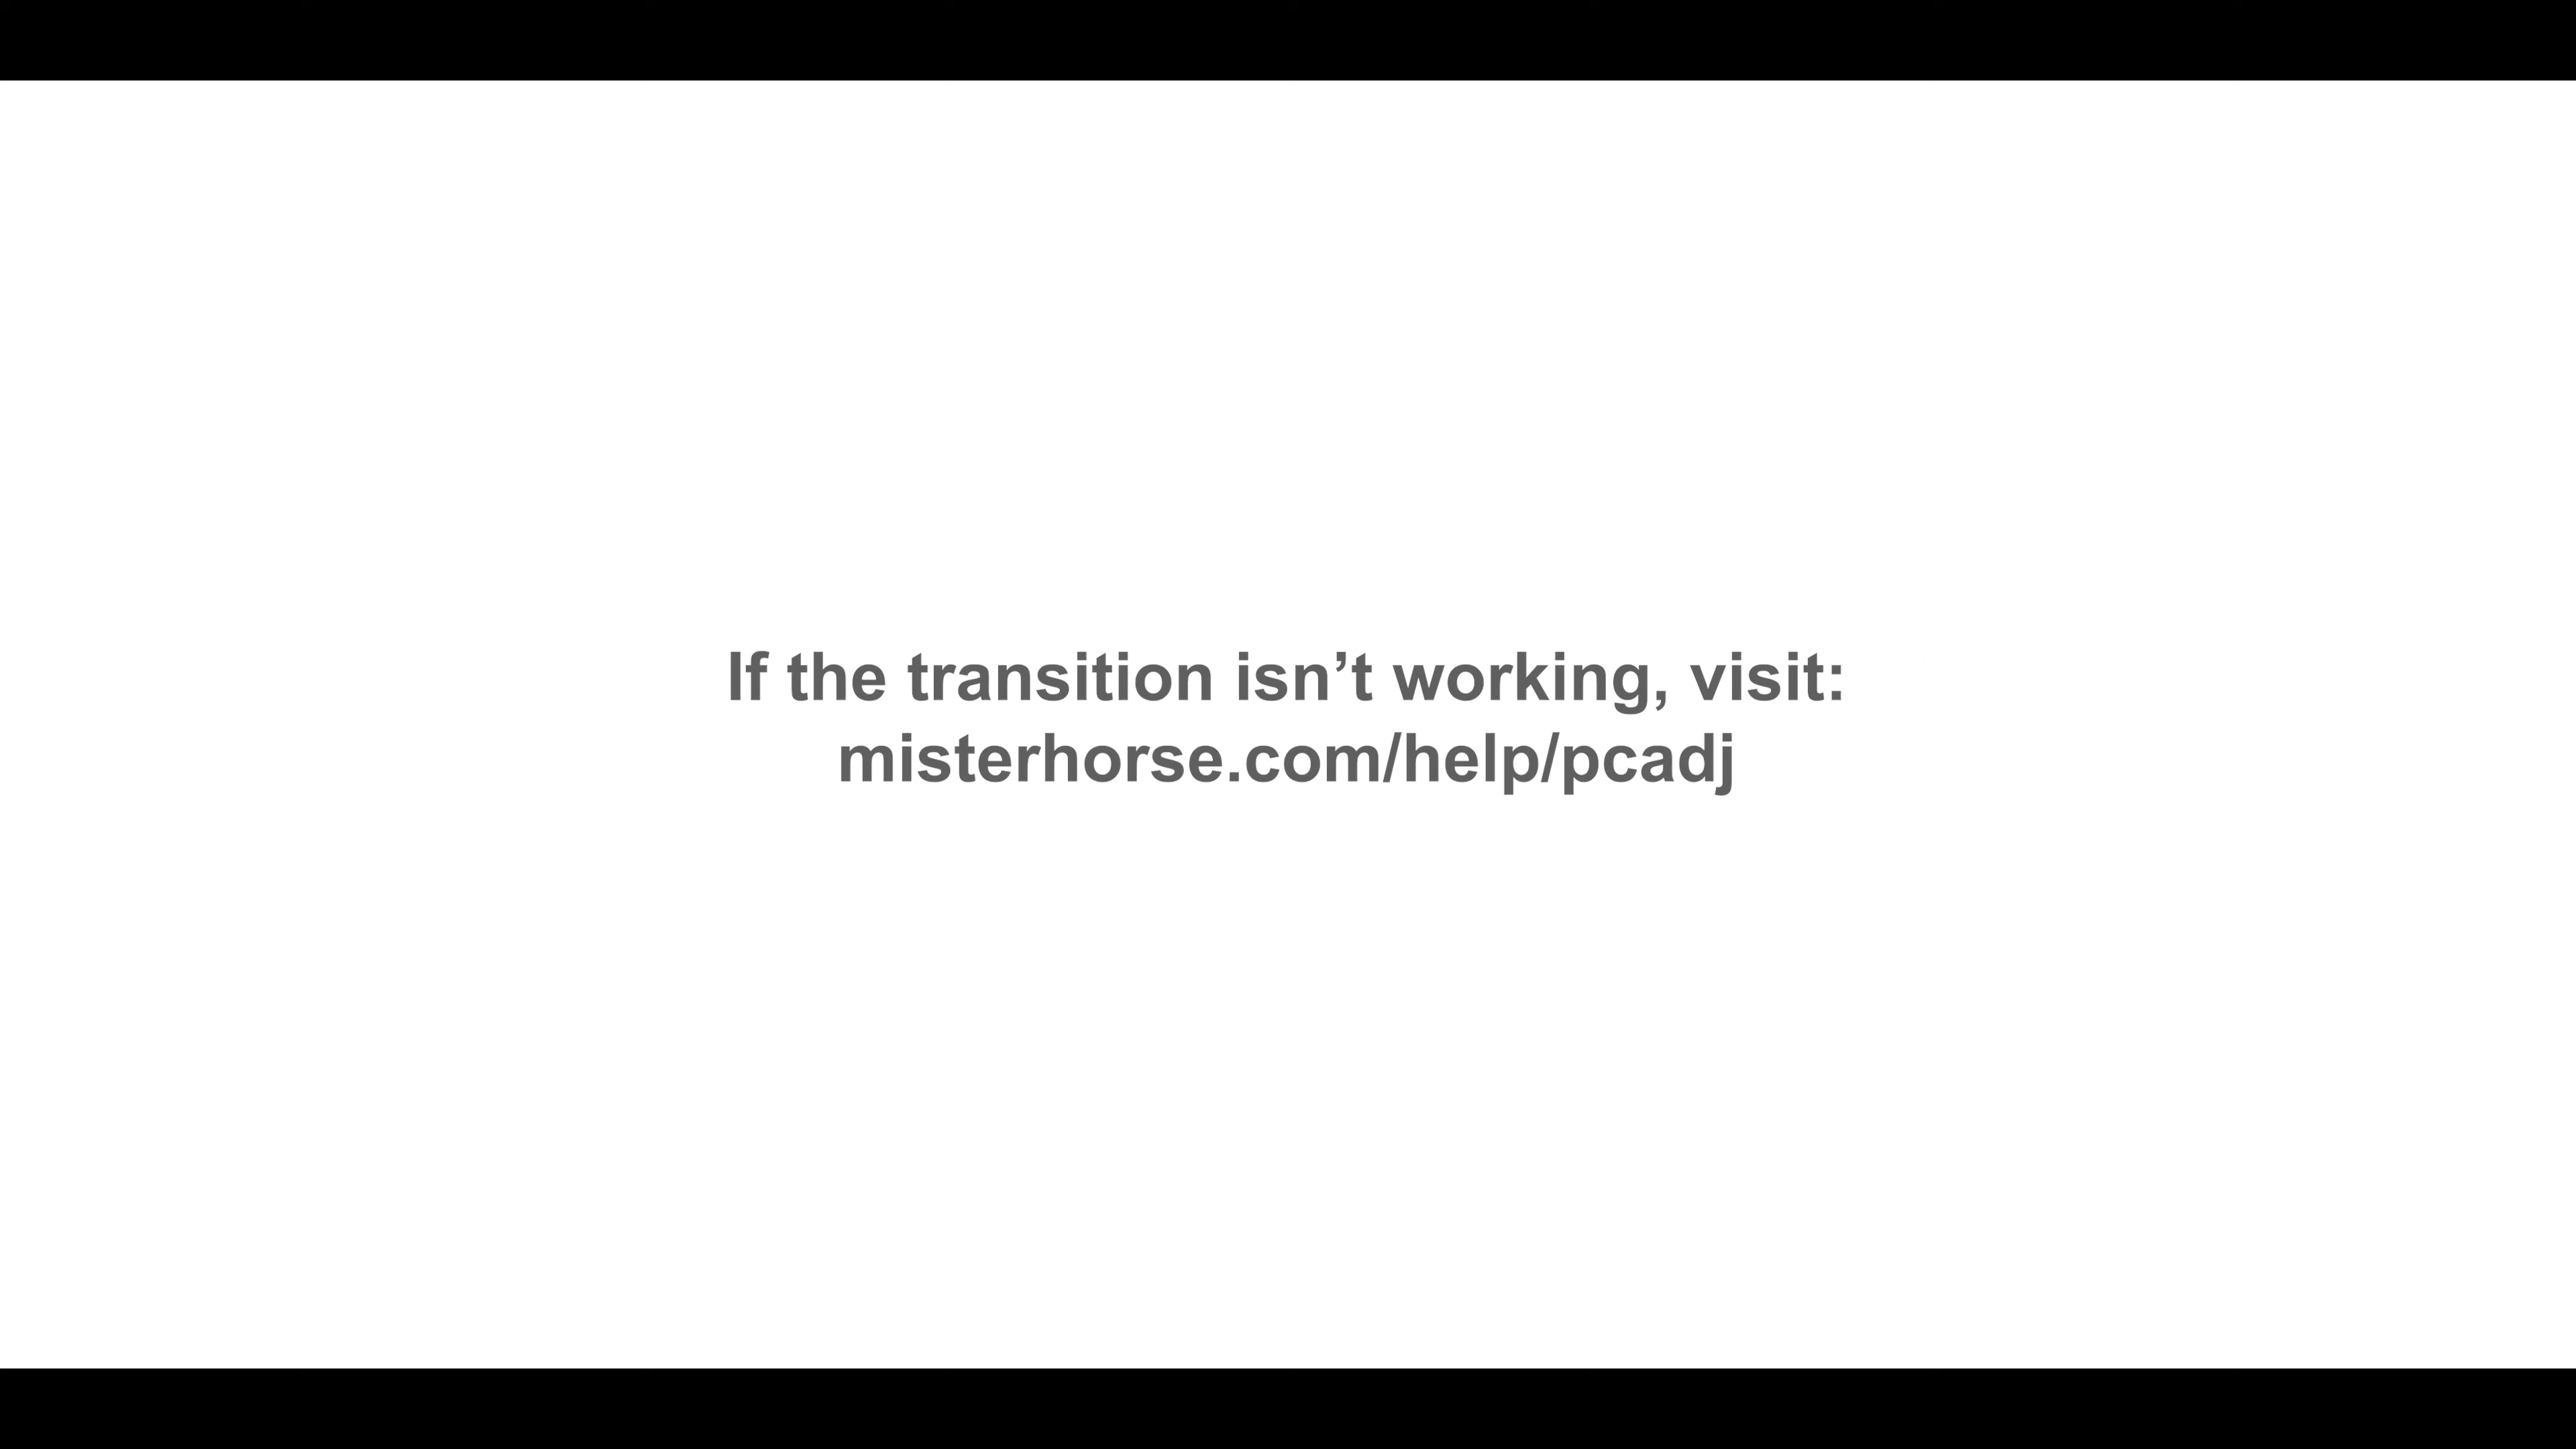 If the transition isn’t working, visit:
misterhorse.com/help/pcadj